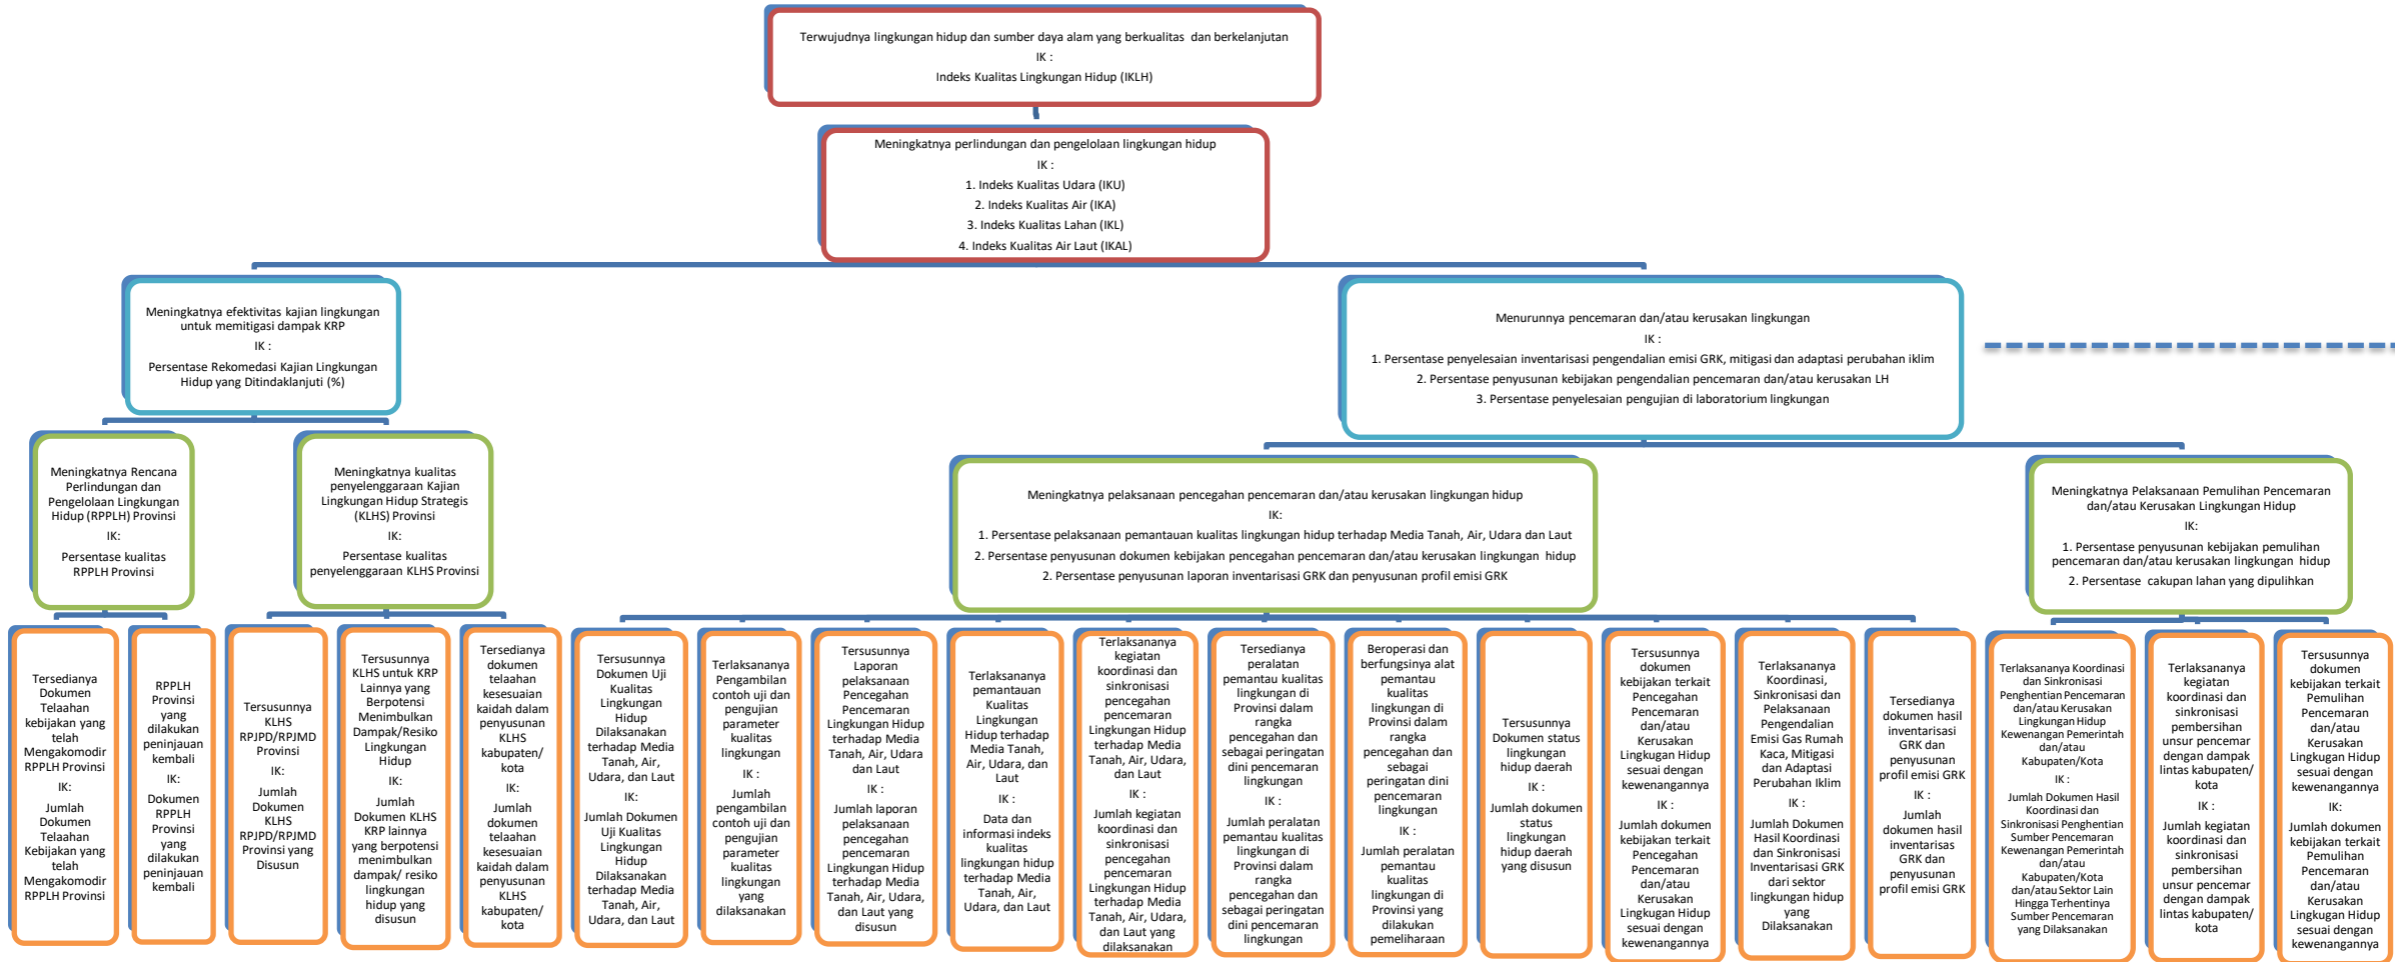 Terwujudnya lingkungan hidup dan sumber daya alam yang berkualitas  dan berkelanjutan
IK :
Indeks Kualitas Lingkungan Hidup (IKLH)
Meningkatnya perlindungan dan pengelolaan lingkungan hidup
IK :
1. Indeks Kualitas Udara (IKU)
2. Indeks Kualitas Air (IKA)
3. Indeks Kualitas Lahan (IKL)
4. Indeks Kualitas Air Laut (IKAL)
Meningkatnya efektivitas kajian lingkungan
untuk memitigasi dampak KRP
IK :
Persentase Rekomedasi Kajian Lingkungan
Hidup yang Ditindaklanjuti (%)
Menurunnya pencemaran dan/atau kerusakan lingkungan
IK :
1. Persentase penyelesaian inventarisasi pengendalian emisi GRK, mitigasi dan adaptasi perubahan iklim
2. Persentase penyusunan kebijakan pengendalian pencemaran dan/atau kerusakan LH
3. Persentase penyelesaian pengujian di laboratorium lingkungan
Meningkatnya Rencana
Perlindungan dan
Pengelolaan Lingkungan
Hidup (RPPLH) Provinsi
IK:
Persentase kualitas
RPPLH Provinsi
Meningkatnya kualitas
penyelenggaraan Kajian
Lingkungan Hidup Strategis
(KLHS) Provinsi
IK:
Persentase kualitas
penyelenggaraan KLHS Provinsi
Meningkatnya pelaksanaan pencegahan pencemaran dan/atau kerusakan lingkungan hidup
IK:
1. Persentase pelaksanaan pemantauan kualitas lingkungan hidup terhadap Media Tanah, Air, Udara dan Laut
2. Persentase penyusunan dokumen kebijakan pencegahan pencemaran dan/atau kerusakan lingkungan  hidup
2. Persentase penyusunan laporan inventarisasi GRK dan penyusunan profil emisi GRK
Meningkatnya Pelaksanaan Pemulihan Pencemaran
dan/atau Kerusakan Lingkungan Hidup
IK:
1. Persentase penyusunan kebijakan pemulihan
pencemaran dan/atau kerusakan lingkungan  hidup
2. Persentase  cakupan lahan yang dipulihkan
Tersedianya
Dokumen
Telaahan
kebijakan yang
telah
Mengakomodir
RPPLH Provinsi
IK:
Jumlah
Dokumen
Telaahan
Kebijakan yang
telah
Mengakomodir
RPPLH Provinsi
RPPLH
Provinsi
yang
dilakukan
peninjauan
kembali
IK:
Dokumen
RPPLH
Provinsi
yang
dilakukan
peninjauan
kembali
Tersusunnya
KLHS
RPJPD/RPJMD
Provinsi
IK:
Jumlah
Dokumen
KLHS
RPJPD/RPJMD
Provinsi yang
Disusun
Tersusunnya
KLHS untuk KRP
Lainnya yang
Berpotensi
Menimbulkan
Dampak/Resiko
Lingkungan
Hidup
IK:
Jumlah
Dokumen KLHS
KRP lainnya
yang berpotensi
menimbulkan
dampak/ resiko
lingkungan
hidup yang
disusun
Tersedianya
dokumen
telaahan
kesesuaian
kaidah dalam
penyusunan
KLHS
kabupaten/
kota
IK:
Jumlah
dokumen
telaahan
kesesuaian
kaidah dalam
penyusunan
KLHS
kabupaten/
kota
Tersusunnya
Dokumen Uji
Kualitas
Lingkungan
Hidup
Dilaksanakan
terhadap Media
Tanah, Air,
Udara, dan Laut
IK:
Jumlah Dokumen
Uji Kualitas
Lingkungan
Hidup
Dilaksanakan
terhadap Media
Tanah, Air,
Udara, dan Laut
Terlaksananya
Pengambilan
contoh uji dan
pengujian
parameter
kualitas
lingkungan
IK :
Jumlah
pengambilan
contoh uji dan
pengujian
parameter
kualitas
lingkungan
yang
dilaksanakan
Tersusunnya
Laporan
pelaksanaan
Pencegahan
Pencemaran
Lingkungan Hidup
terhadap Media
Tanah, Air, Udara
dan Laut
IK :
Jumlah laporan
pelaksanaan
pencegahan
pencemaran
Lingkungan Hidup
terhadap Media
Tanah, Air, Udara,
dan Laut yang
disusun
Terlaksananya
pemantauan
Kualitas
Lingkungan
Hidup terhadap
Media Tanah,
Air, Udara, dan
Laut
IK :
Data dan
informasi indeks
kualitas
lingkungan hidup
terhadap Media
Tanah, Air,
Udara, dan Laut
Terlaksananya
kegiatan
koordinasi dan
sinkronisasi
pencegahan
pencemaran
Lingkungan Hidup
terhadap Media
Tanah, Air, Udara,
dan Laut
IK :
Jumlah kegiatan
koordinasi dan
sinkronisasi
pencegahan
pencemaran
Lingkungan Hidup
terhadap Media
Tanah, Air, Udara,
dan Laut yang
dilaksanakan
Tersedianya
peralatan
pemantau kualitas
lingkungan di
Provinsi dalam
rangka
pencegahan dan
sebagai peringatan
dini pencemaran
lingkungan
IK :
Jumlah peralatan
pemantau kualitas
lingkungan di
Provinsi dalam
rangka
pencegahan dan
sebagai peringatan
dini pencemaran
lingkungan
Beroperasi dan
berfungsinya alat
pemantau
kualitas
lingkungan di
Provinsi dalam
rangka
pencegahan dan
sebagai
peringatan dini
pencemaran
lingkungan
IK :
Jumlah peralatan
pemantau
kualitas
lingkungan di
Provinsi yang
dilakukan
pemeliharaan
Tersusunnya
Dokumen status
lingkungan
hidup daerah
IK :
Jumlah dokumen
status
lingkungan
hidup daerah
yang disusun
Tersusunnya
dokumen
kebijakan terkait
Pencegahan
Pencemaran
dan/atau
Kerusakan
Lingkugan Hidup
sesuai dengan
kewenangannya
IK :
Jumlah dokumen
kebijakan terkait
Pencegahan
Pencemaran
dan/atau
Kerusakan
Lingkugan Hidup
sesuai dengan
kewenangannya
Terlaksananya
Koordinasi,
Sinkronisasi dan
Pelaksanaan
Pengendalian
Emisi Gas Rumah
Kaca, Mitigasi
dan Adaptasi
Perubahan Iklim
IK :
Jumlah Dokumen
Hasil Koordinasi
dan Sinkronisasi
Inventarisasi GRK
dari sektor
lingkungan hidup
yang
Dilaksanakan
Tersedianya
dokumen hasil
inventarisasi
GRK dan
penyusunan
profil emisi GRK
IK :
Jumlah
dokumen hasil
inventarisas
GRK dan
penyusunan
profil emisi GRK
Terlaksananya Koordinasi
dan Sinkronisasi
Penghentian Pencemaran
dan/atau Kerusakan
Lingkungan Hidup
Kewenangan Pemerintah
dan/atau
Kabupaten/Kota
IK :
Jumlah Dokumen Hasil
Koordinasi dan
Sinkronisasi Penghentian
Sumber Pencemaran
Kewenangan Pemerintah
dan/atau
Kabupaten/Kota
dan/atau Sektor Lain
Hingga Terhentinya
Sumber Pencemaran
yang Dilaksanakan
Terlaksananya
kegiatan
koordinasi dan
sinkronisasi
pembersihan
unsur pencemar
dengan dampak
lintas kabupaten/
kota
IK :
Jumlah kegiatan
koordinasi dan
sinkronisasi
pembersihan
unsur pencemar
dengan dampak
lintas kabupaten/
kota
Tersusunnya
dokumen
kebijakan terkait
Pemulihan
Pencemaran
dan/atau
Kerusakan
Lingkungan Hidup
sesuai dengan
kewenangannya
IK:
Jumlah dokumen
kebijakan terkait
Pemulihan
Pencemaran
dan/atau
Kerusakan
Lingkungan Hidup
sesuai dengan
kewenangannya